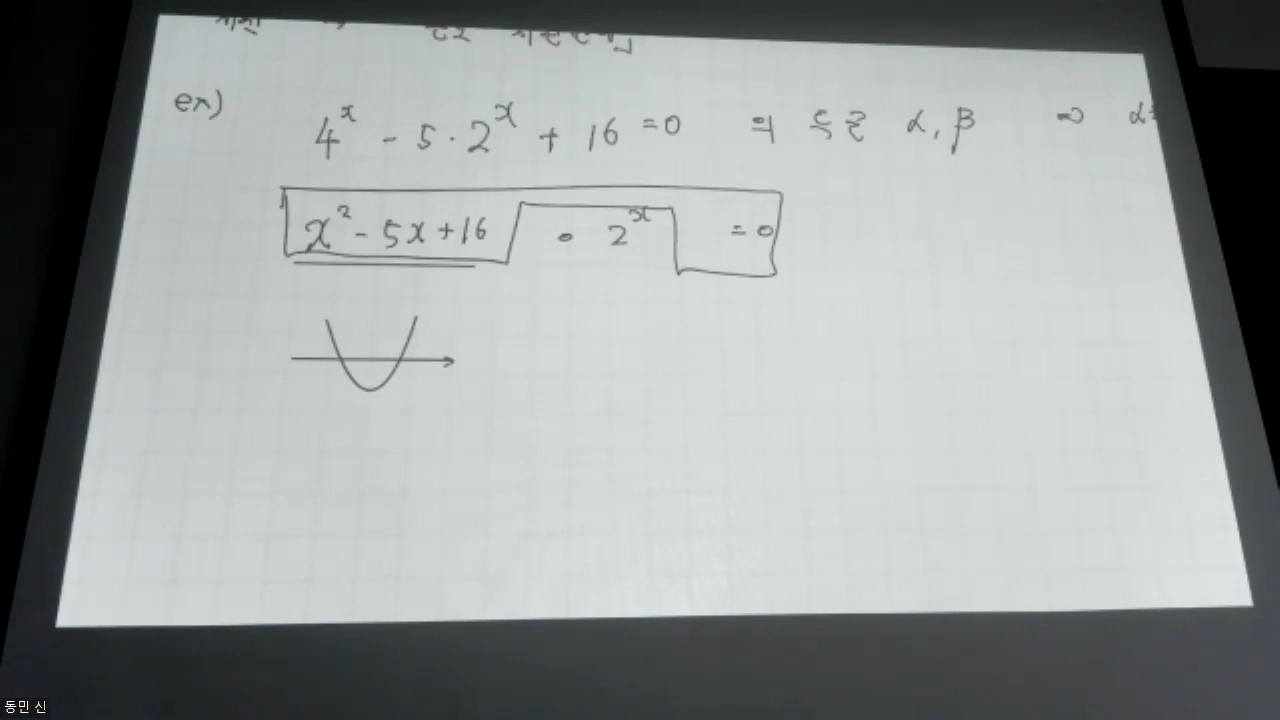 ex)
4^x - 5·2^x + 16 = 0 의 두근 α, β ⇒ α+
x² - 5x + 16 · 2^x = 0
동민 신